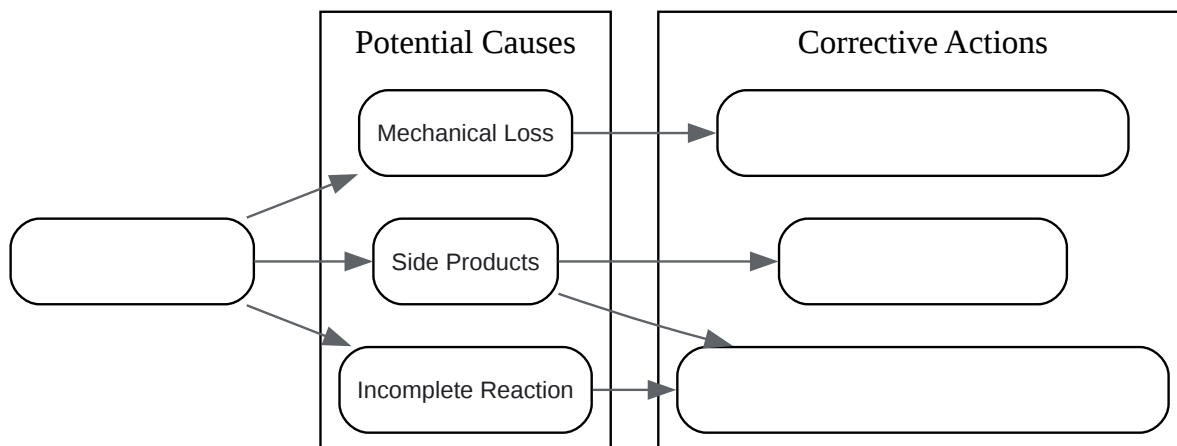 Potential Causes
Corrective Actions
Mechanical Loss
Side Products
Incomplete Reaction